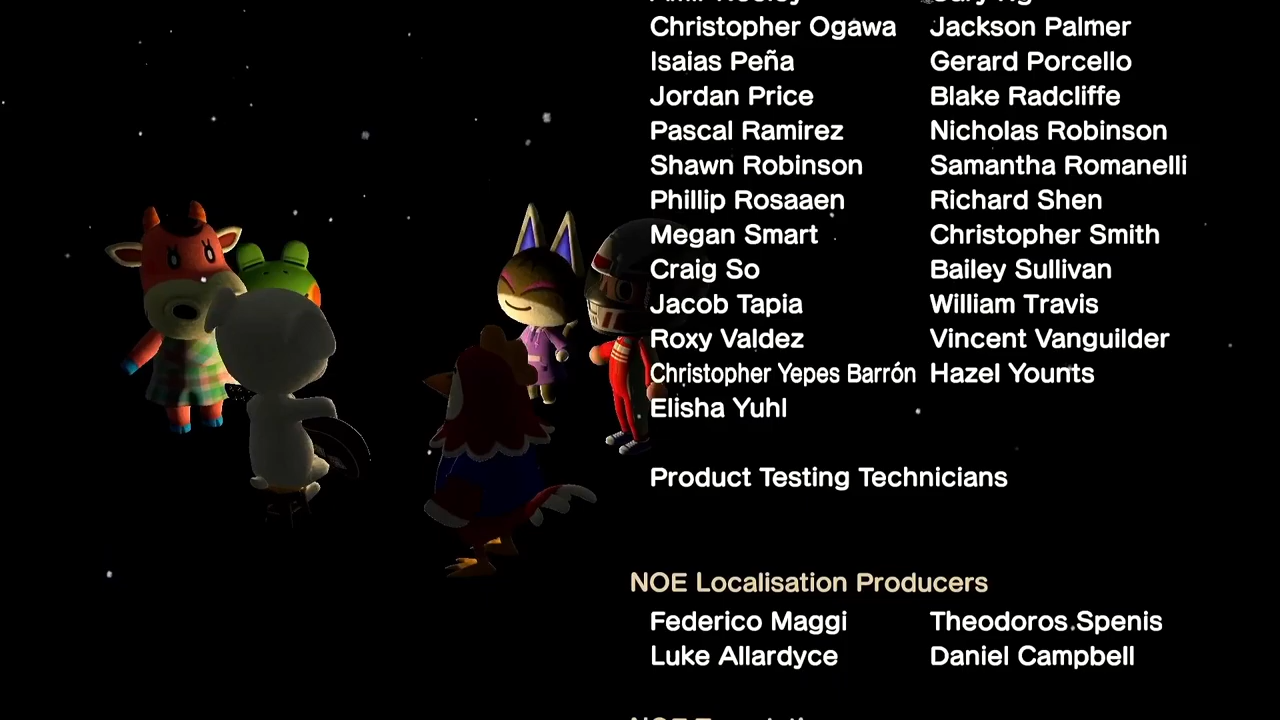 Christopher Ogawa Jackson Palmer
Isaias Peña Gerard Porcello
Jordan Price Blake Radcliffe
Pascal Ramirez Nicholas Robinson
Shawn Robinson Samantha Romanelli
Phillip Rosaaen Richard Shen
Megan Smart Christopher Smith
Craig So Bailey Sullivan
Jacob Tapia William Travis
Roxy Valdez Vincent Vanguilder
Christopher Yepes Barrón Hazel Younts
Elisha Yuhl
Product Testing Technicians
NOE Localisation Producers
Federico Maggi Theodoros Spenis
Luke Allardyce Daniel Campbell